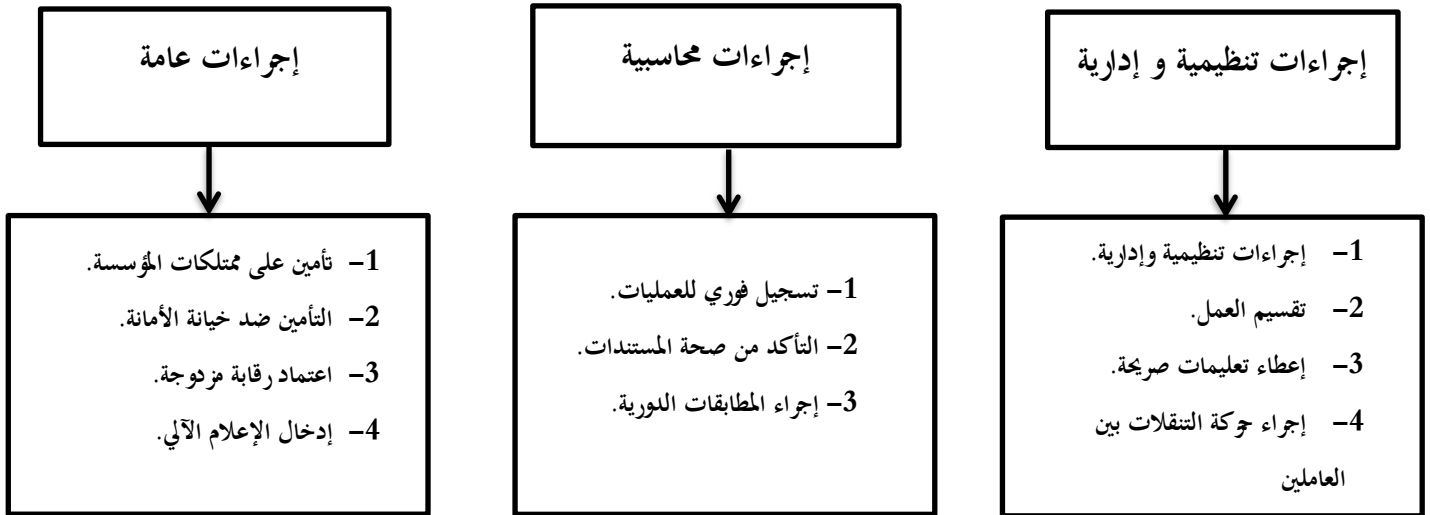 إجراءات تنظيمية و إدارية
1- إجراءات تنظيمية وإدارية.
2- تقسيم العمل.
3- إعطاء تعليمات صريحة.
4- إجراء حركة التنقلات بين
العاملين
إجراءات محاسبية
1- تسجيل فوري للعمليات.
2- التأكد من صحة المستندات.
3- إجراء المطابقات الدورية.
إجراءات عامة
1- تأمين على ممتلكات المؤسسة.
2- التأمين ضد خيانة الأمانة.
3- اعتماد رقابة مزدوجة.
4- إدخال الإعلام الآلي.